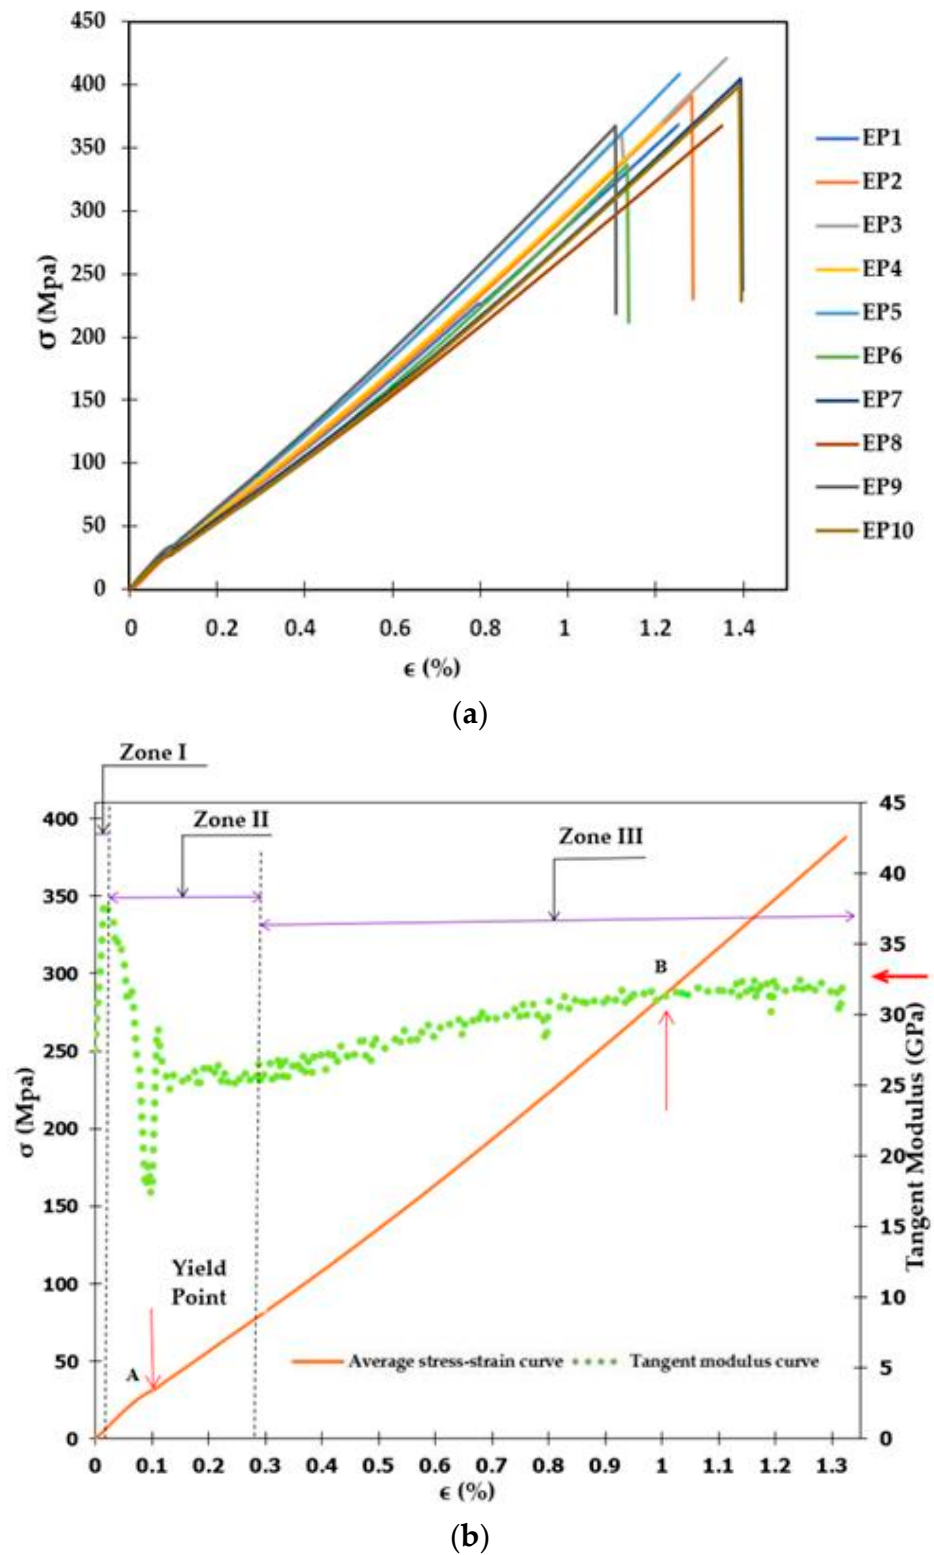 450
400
350
300
250
200
150
100
50
0
σ (Mpa)
0 0.2 0.4 0.6 0.8 1 1.2 1.4
ϵ (%)
EP1
EP2
EP3
EP4
EP5
EP6
EP7
EP8
EP9
EP10
(a)
Zone I
Zone II
Zone III
400
350
300
250
200
150
100
50
0
σ (Mpa)
45
40
35
30
25
20
15
10
5
0
Tangent Modulus (GPa)
B
Yield
Point
A
Average stress-strain curve Tangent modulus curve
0 0.1 0.2 0.3 0.4 0.5 0.6 0.7 0.8 0.9 1 1.1 1.2 1.3
ϵ (%)
(b)